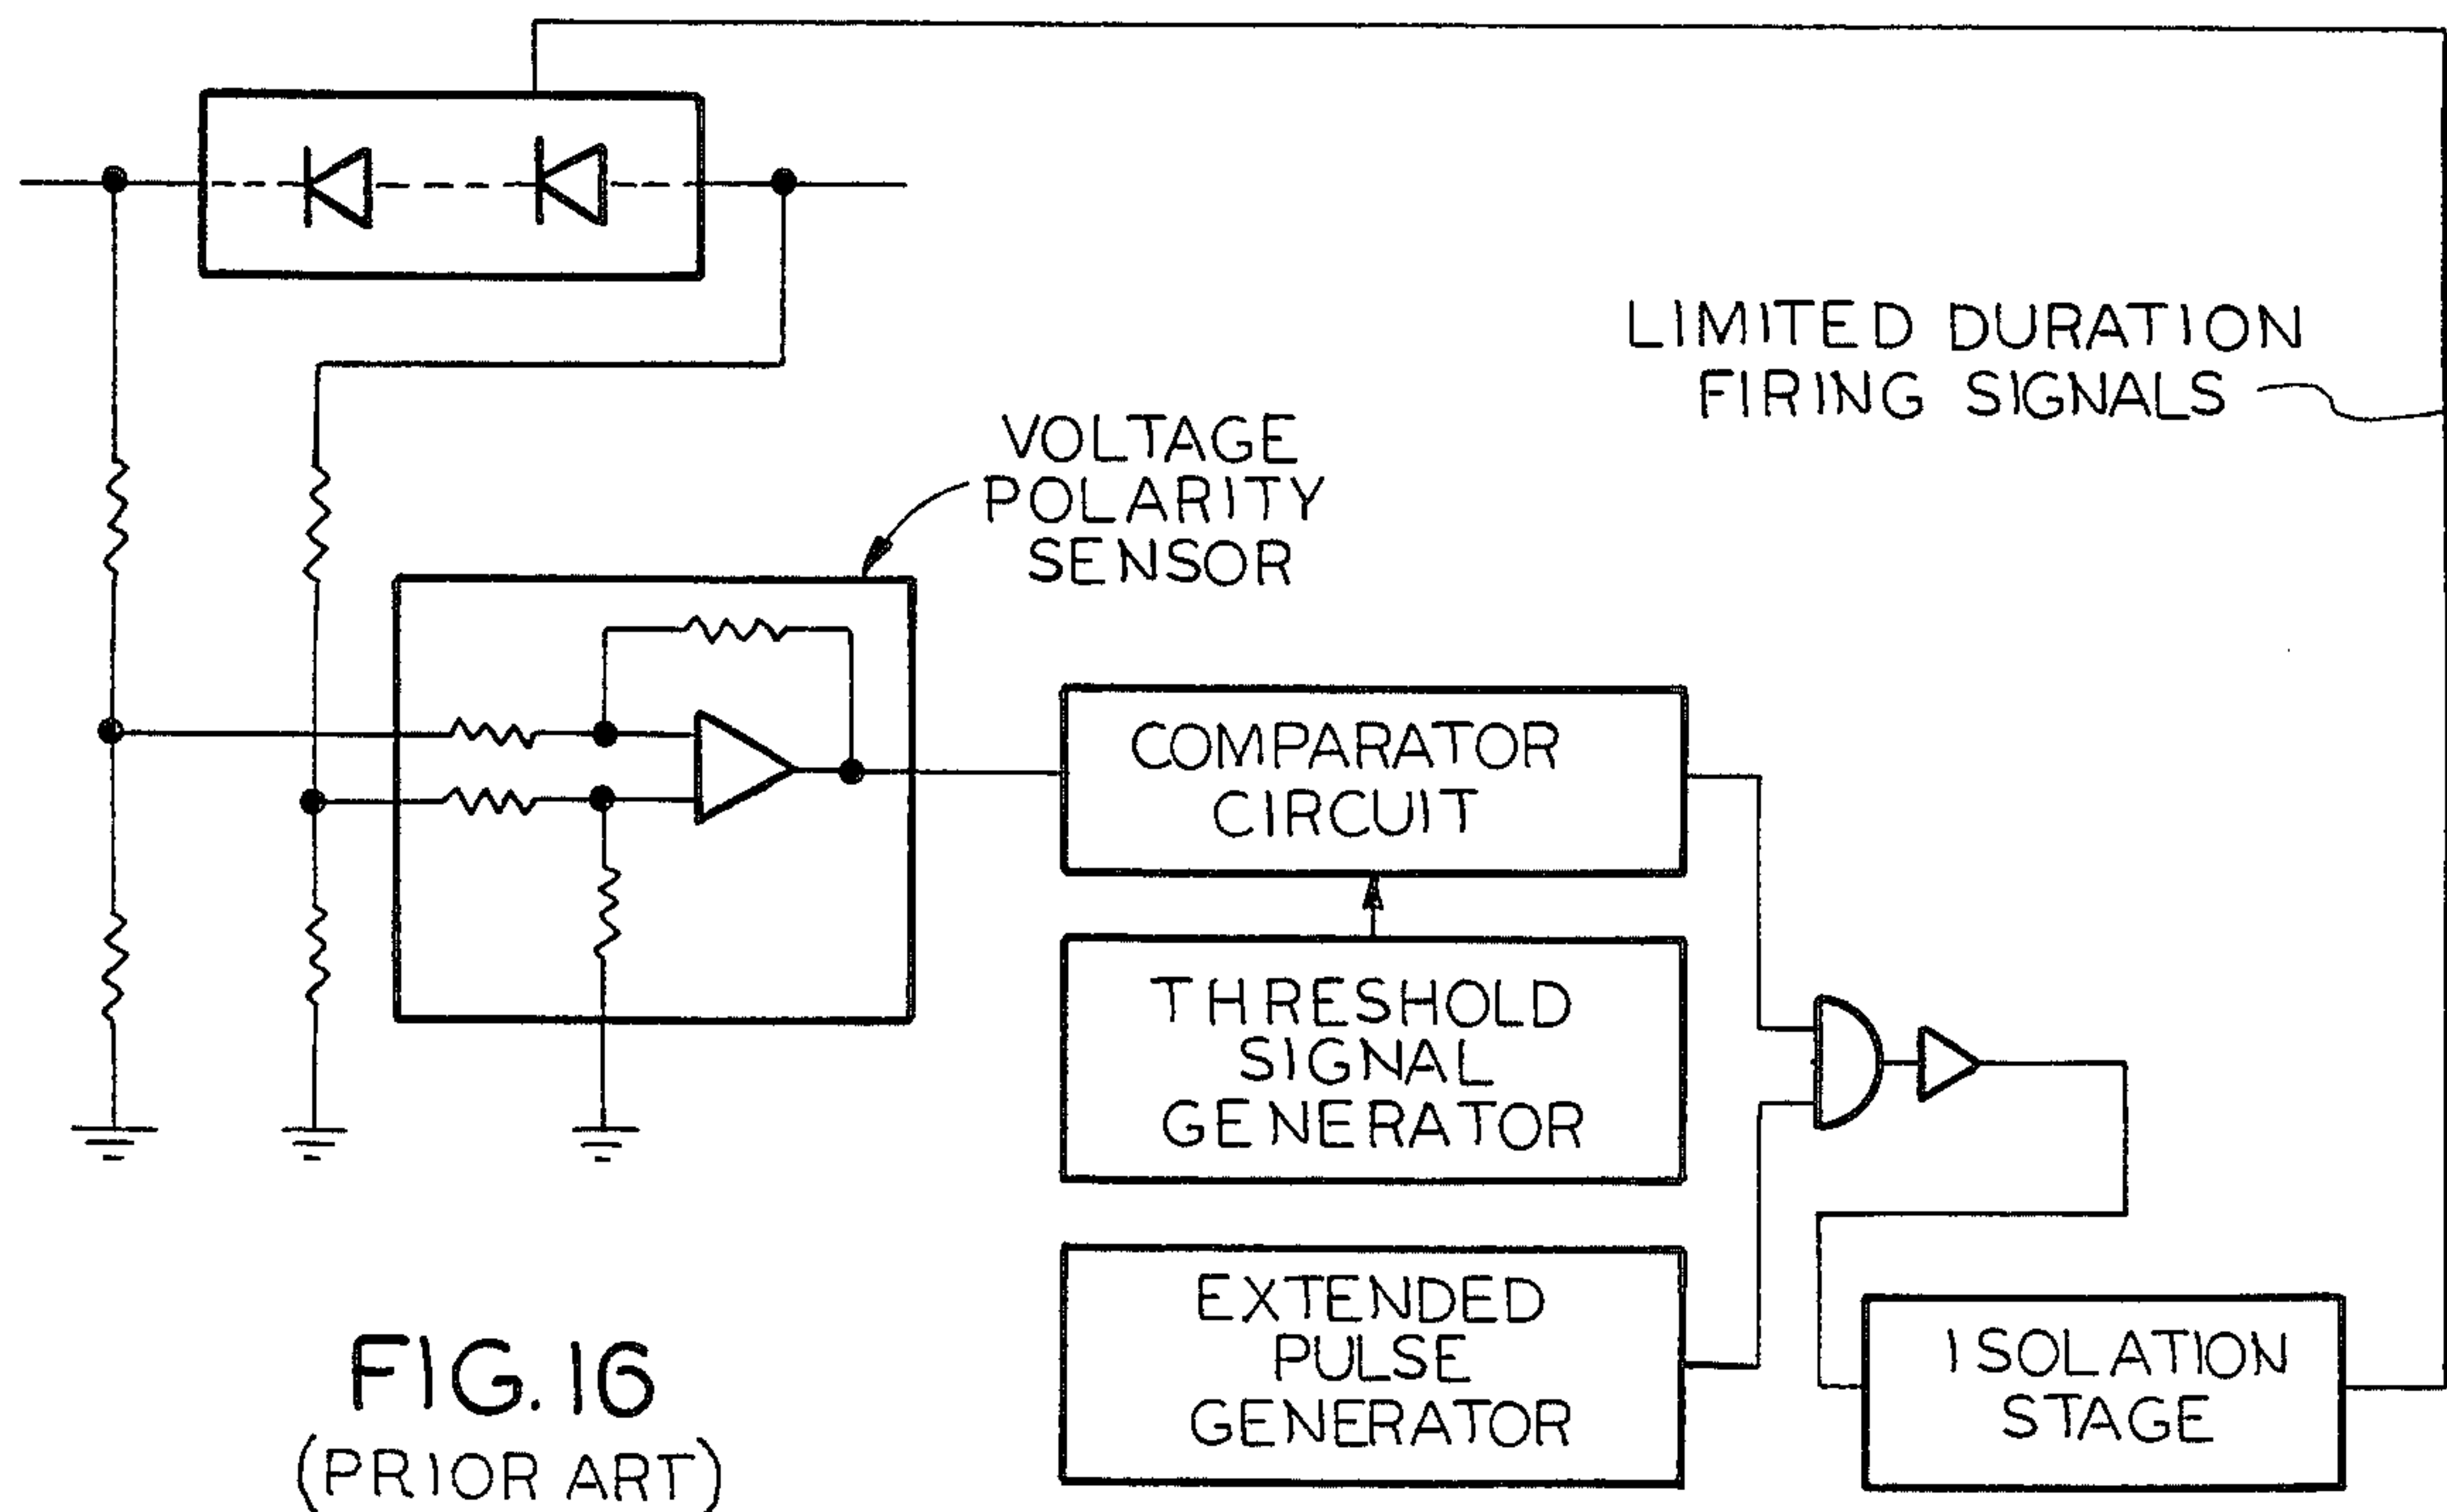 LIMITED DURATION
FIRING SIGNALS
VOLTAGE
POLARITY
SENSOR
COMPARATOR
CIRCUIT
THRESHOLD
SIGNAL
GENERATOR
EXTENDED
PULSE
GENERATOR
ISOLATION
STAGE
FIG. 16
(PRIOR ART)